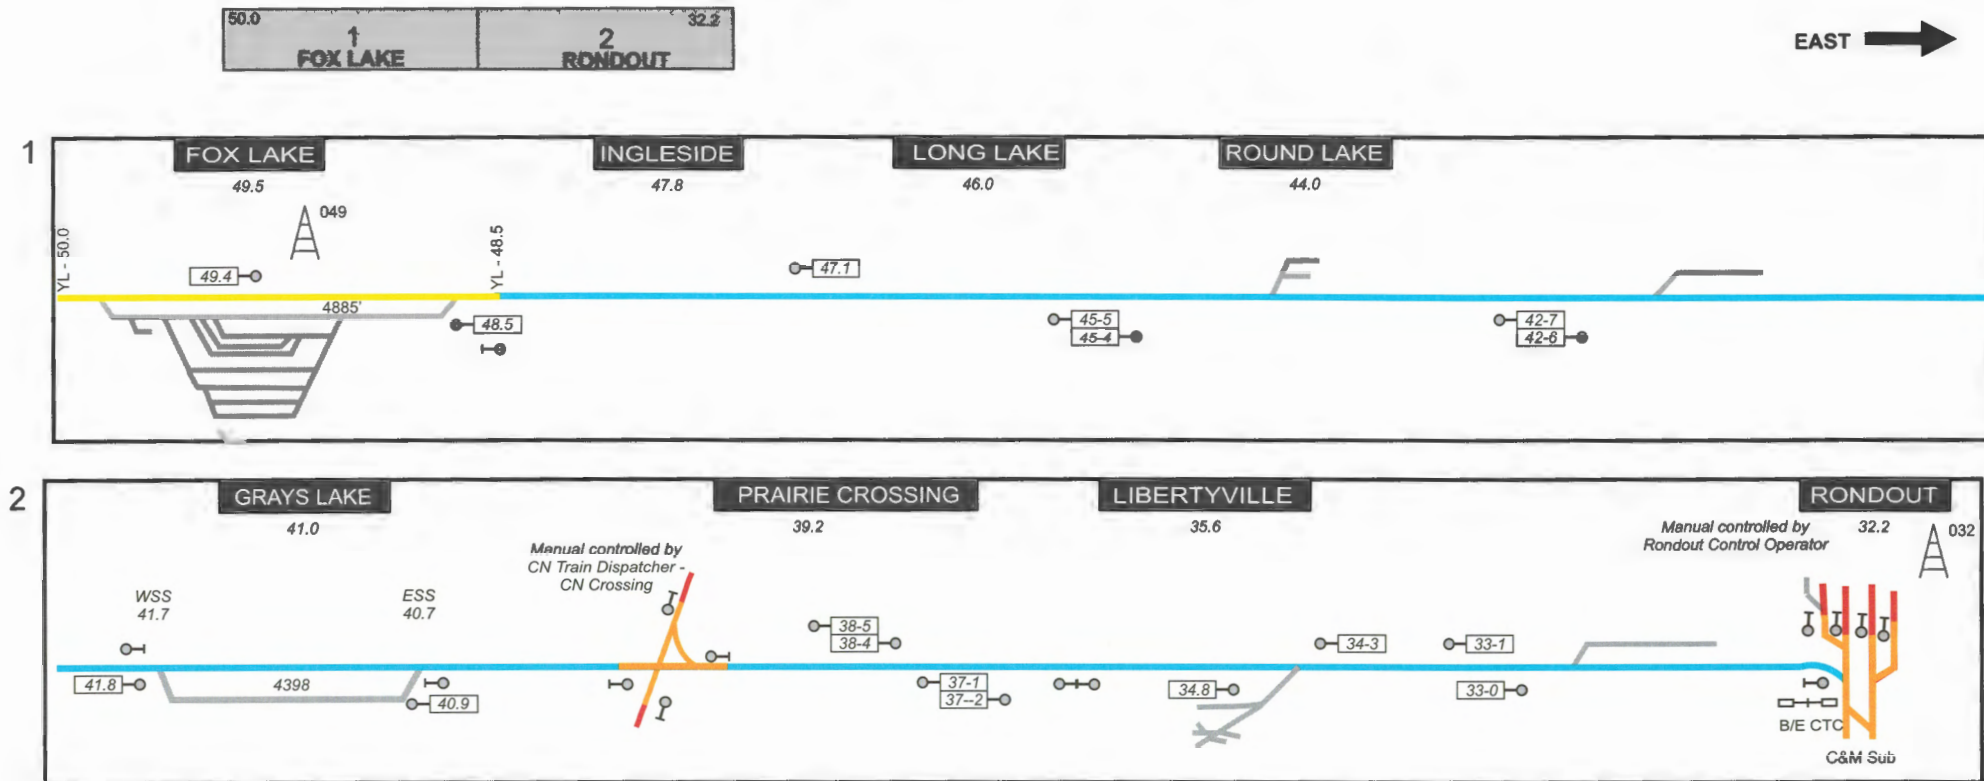 50.0 32.2
1 2
FOX LAKE RONDOUT
EAST
1
FOX LAKE INGLESIDE LONG LAKE ROUND LAKE
49.5 47.8 46.0 44.0
049
YL - 50.0
YL - 48.5
49.4
47.1
4885'
48.5
45-5
45-4
42-7
42-6
2
GRAYS LAKE PRAIRIE CROSSING LIBERTYVILLE RONDOUT
41.0 39.2 35.6 32.2
Manual controlled by
CN Train Dispatcher -
CN Crossing
Manual controlled by
Rondout Control Operator
032
WSS
41.7
ESS
40.7
38-5
38-4
34-3
33-1
41.8
4398
40.9
37-1
37--2
34.8
33-0
B/E CTC
C&M Sub